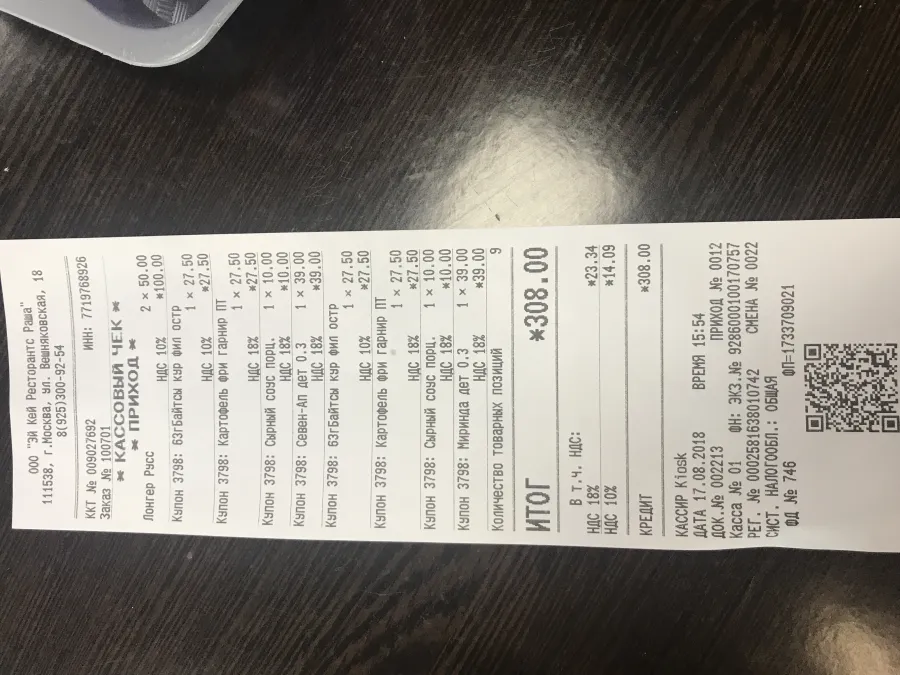 ООО "Эй Кей Ресторантс Раша"
111538, г.Москва, ул. Вешняковская, 18
8(925)300-92-54
ККТ № 009027692 ИНН: 7719768926
Заказ № 100701
* КАССОВЫЙ ЧЕК *
* ПРИХОД *
Лонгер Русс 2 × 50.00
НДС 10% *100.00
Купон 3798: 63гБайтсы кур фил остр
1 × 27.50
НДС 10% *27.50
Купон 3798: Картофель фри гарнир ПТ
1 × 27.50
НДС 18% *27.50
Купон 3798: Сырный соус порц. 1 × 10.00
НДС 18% *10.00
Купон 3798: Севен-Ап дет 0.3 1 × 39.00
НДС 18% *39.00
Купон 3798: 63гБайтсы кур фил остр
1 × 27.50
НДС 10% *27.50
Купон 3798: Картофель фри гарнир ПТ
1 × 27.50
НДС 18% *27.50
Купон 3798: Сырный соус порц. 1 × 10.00
НДС 18% *10.00
Купон 3798: Миринда дет 0.3 1 × 39.00
НДС 18% *39.00
Количество товарных позиций 9
ИТОГ *308.00
В т.ч. НДС:
НДС 18% *23.34
НДС 10% *14.09
КРЕДИТ *308.00
КАССИР Kiosk
ДАТА 17.08.2018 ВРЕМЯ 15:54
ДОК.№ 002213 ПРИХОД № 0012
Касса № 01 ФН: ЭКЗ.№ 9286000100170757
РЕГ. № 0002581638010742 СМЕНА № 0022
СИСТ. НАЛОГООБЛ.: ОБЩАЯ
ФД № 746 ФП=1733709021